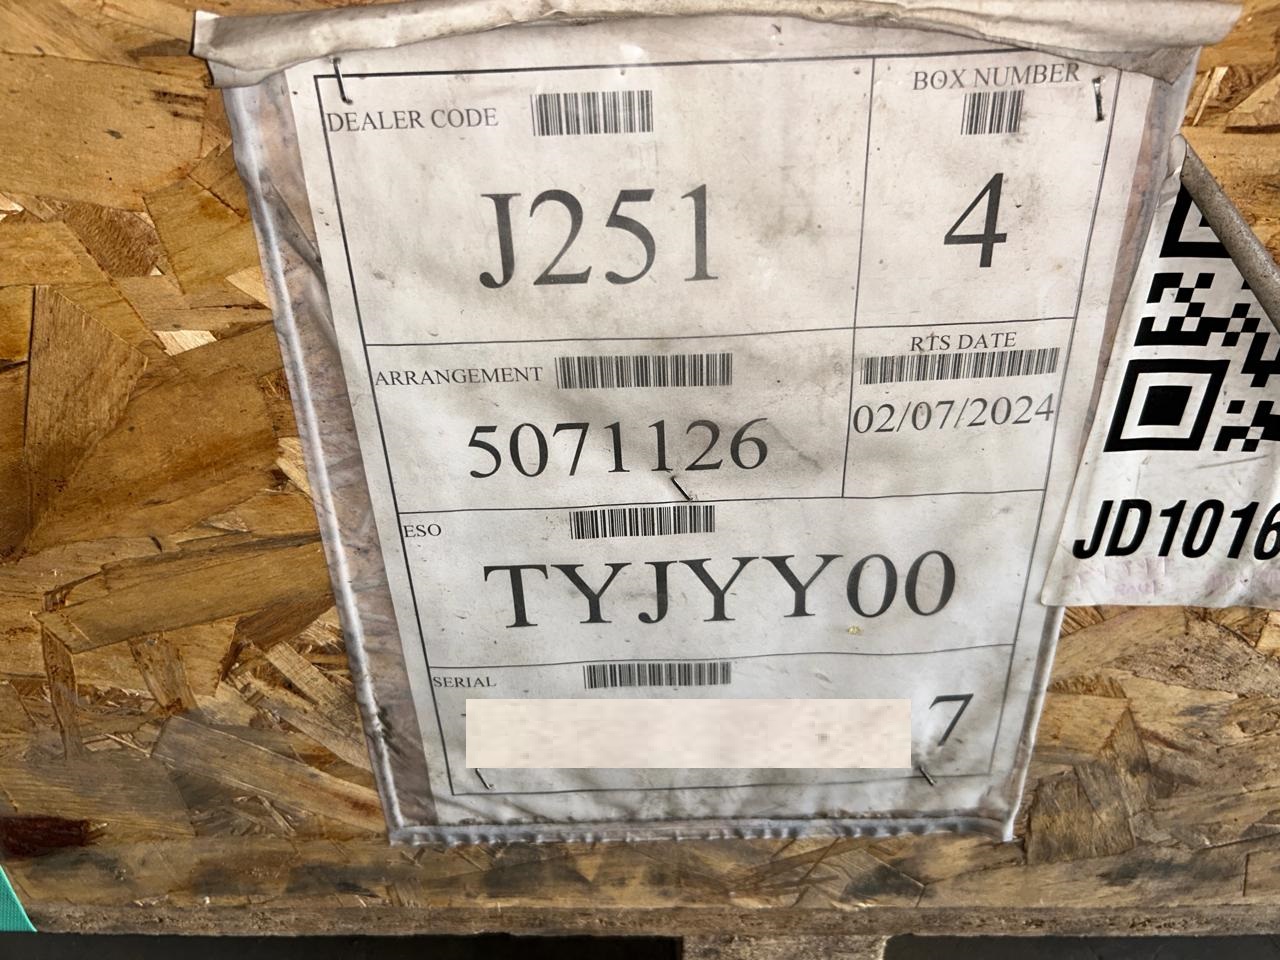 DEALER CODE
J251
BOX NUMBER
4
ARRANGEMENT
5071126
RTS DATE
02/07/2024
ESO
TYJYY00
SERIAL
7
JD1016